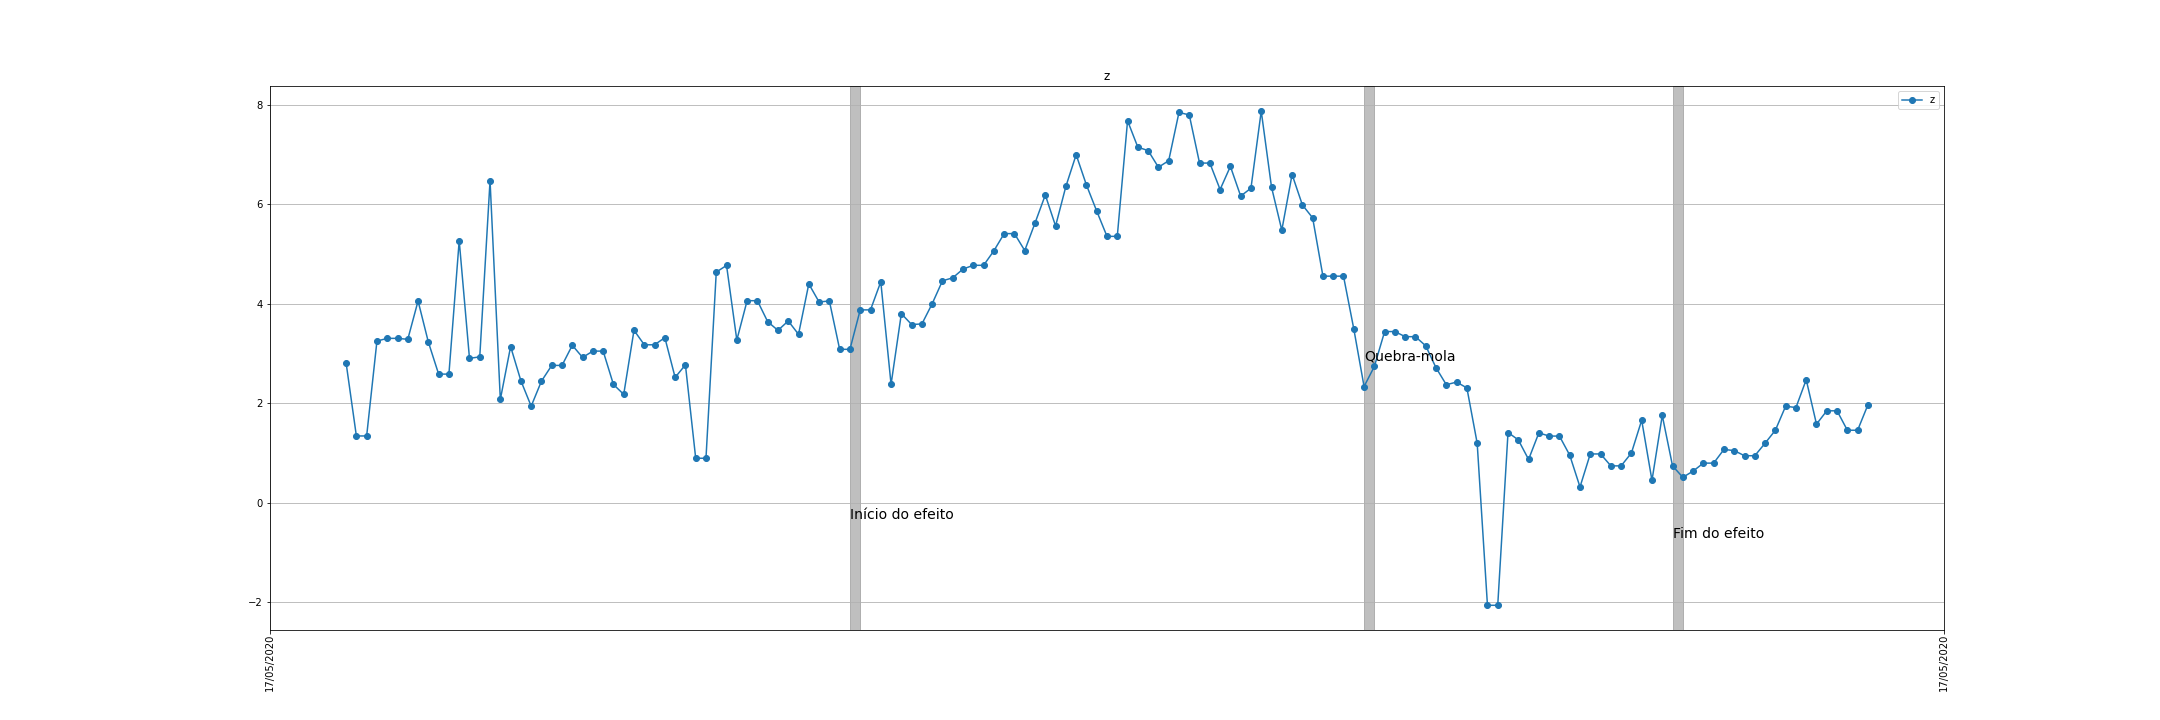 z
z
8
6
4
2
0
−2
Quebra-mola
Início do efeito
Fim do efeito
17/05/2020
17/05/2020